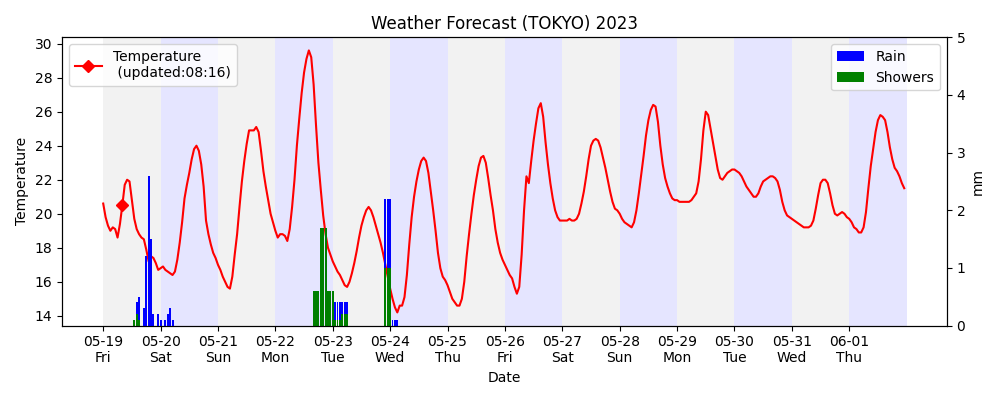 Weather Forecast (TOKYO) 2023
Temperature
(updated:08:16)
Rain
Showers
Temperature
30
28
26
24
22
20
18
16
14
5
4
3
2
1
0
mm
05-19 05-20 05-21 05-22 05-23 05-24 05-25 05-26 05-27 05-28 05-29 05-30 05-31 06-01
Fri Sat Sun Mon Tue Wed Thu Fri Sat Sun Mon Tue Wed Thu
Date